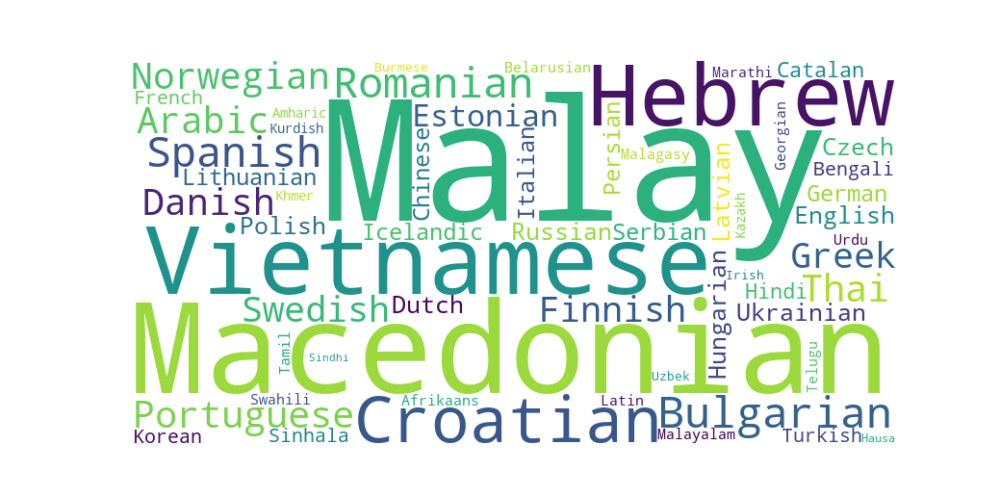 Burmese
Belarusian
Norwegian
Romanian
Hebrew
Marathi
Catalan
French
Arabic
Amharic
Kurdish
Malay
Estonian
Chinese
Italian
Persian
Malagasy
Georgian
Spanish
Lithuanian
Khmer
Latvian
Kazakh
Czech
Bengali
German
English
Danish
Polish
Icelandic
Russian
Serbian
Vietnamese
Urdu
Greek
Irish
Hungarian
Hindi
Thai
Swedish
Dutch
Finnish
Ukrainian
Macedonian
Tamil
Sindhi
Uzbek
Telugu
Swahili
Afrikaans
Latin
Portuguese
Croatian
Bulgarian
Korean
Sinhala
Malayalam
Turkish
Hausa